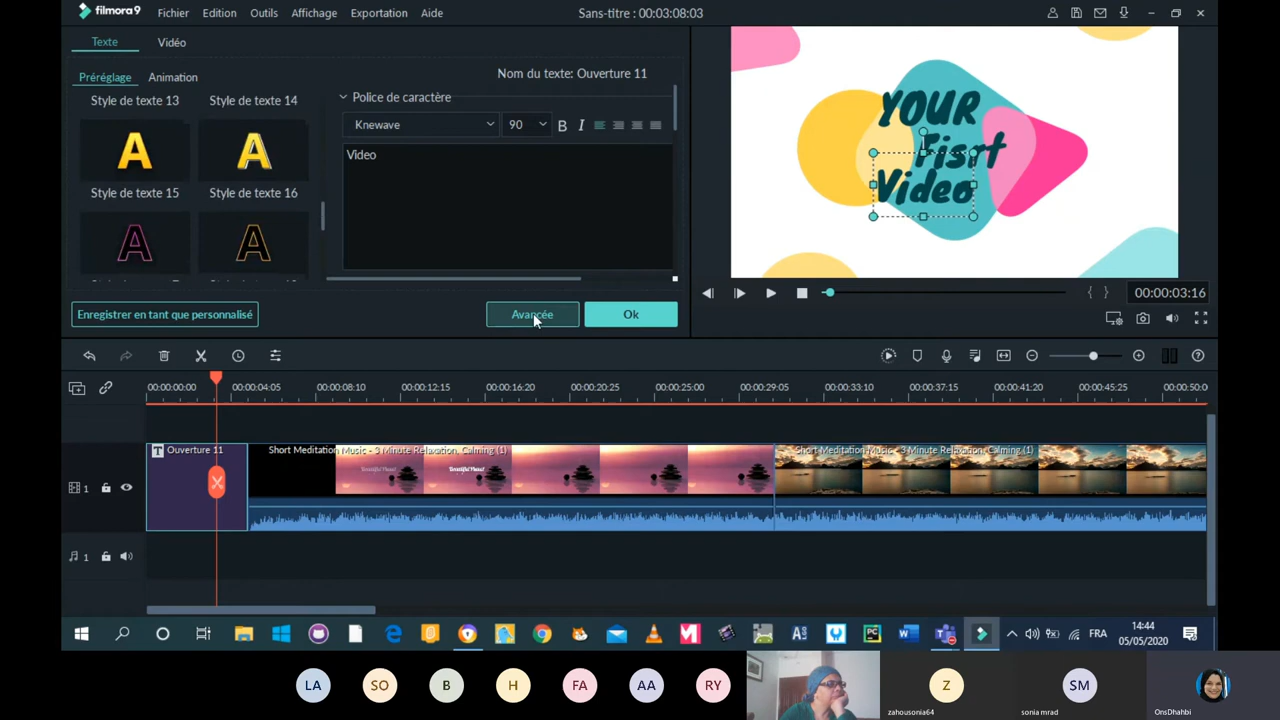 filmora 9 Fichier Edition Outils Affichage Exportation Aide Sans-titre : 00:03:08:03
Texte Vidéo
Préréglage Animation Nom du texte: Ouverture 11
Style de texte 13 Style de texte 14 Police de caractère
Knewave 90 B I
Video
A A
Style de texte 15 Style de texte 16
A A
Enregistrer en tant que personnalisé Avancée Ok
YOUR
Fisrt
Video
{ } 00:00:03:16
00:00:00:00 00:00:04:05 00:00:08:10 00:00:12:15 00:00:16:20 00:00:20:25 00:00:25:00 00:00:29:05 00:00:33:10 00:00:37:15 00:00:41:20 00:00:45:25 00:00:50:0
1 T Ouverture 11 Short Meditation Music - 3 Minute Relaxation, Calming (1) Short Meditation Music - 3 Minute Relaxation, Calming (1)
Beautiful Place! Beautiful Place!
1
FRA 14:44
05/05/2020
LA SO B H FA AA RY Z SM
zahousonia64 sonia mrad OnsDhahbi